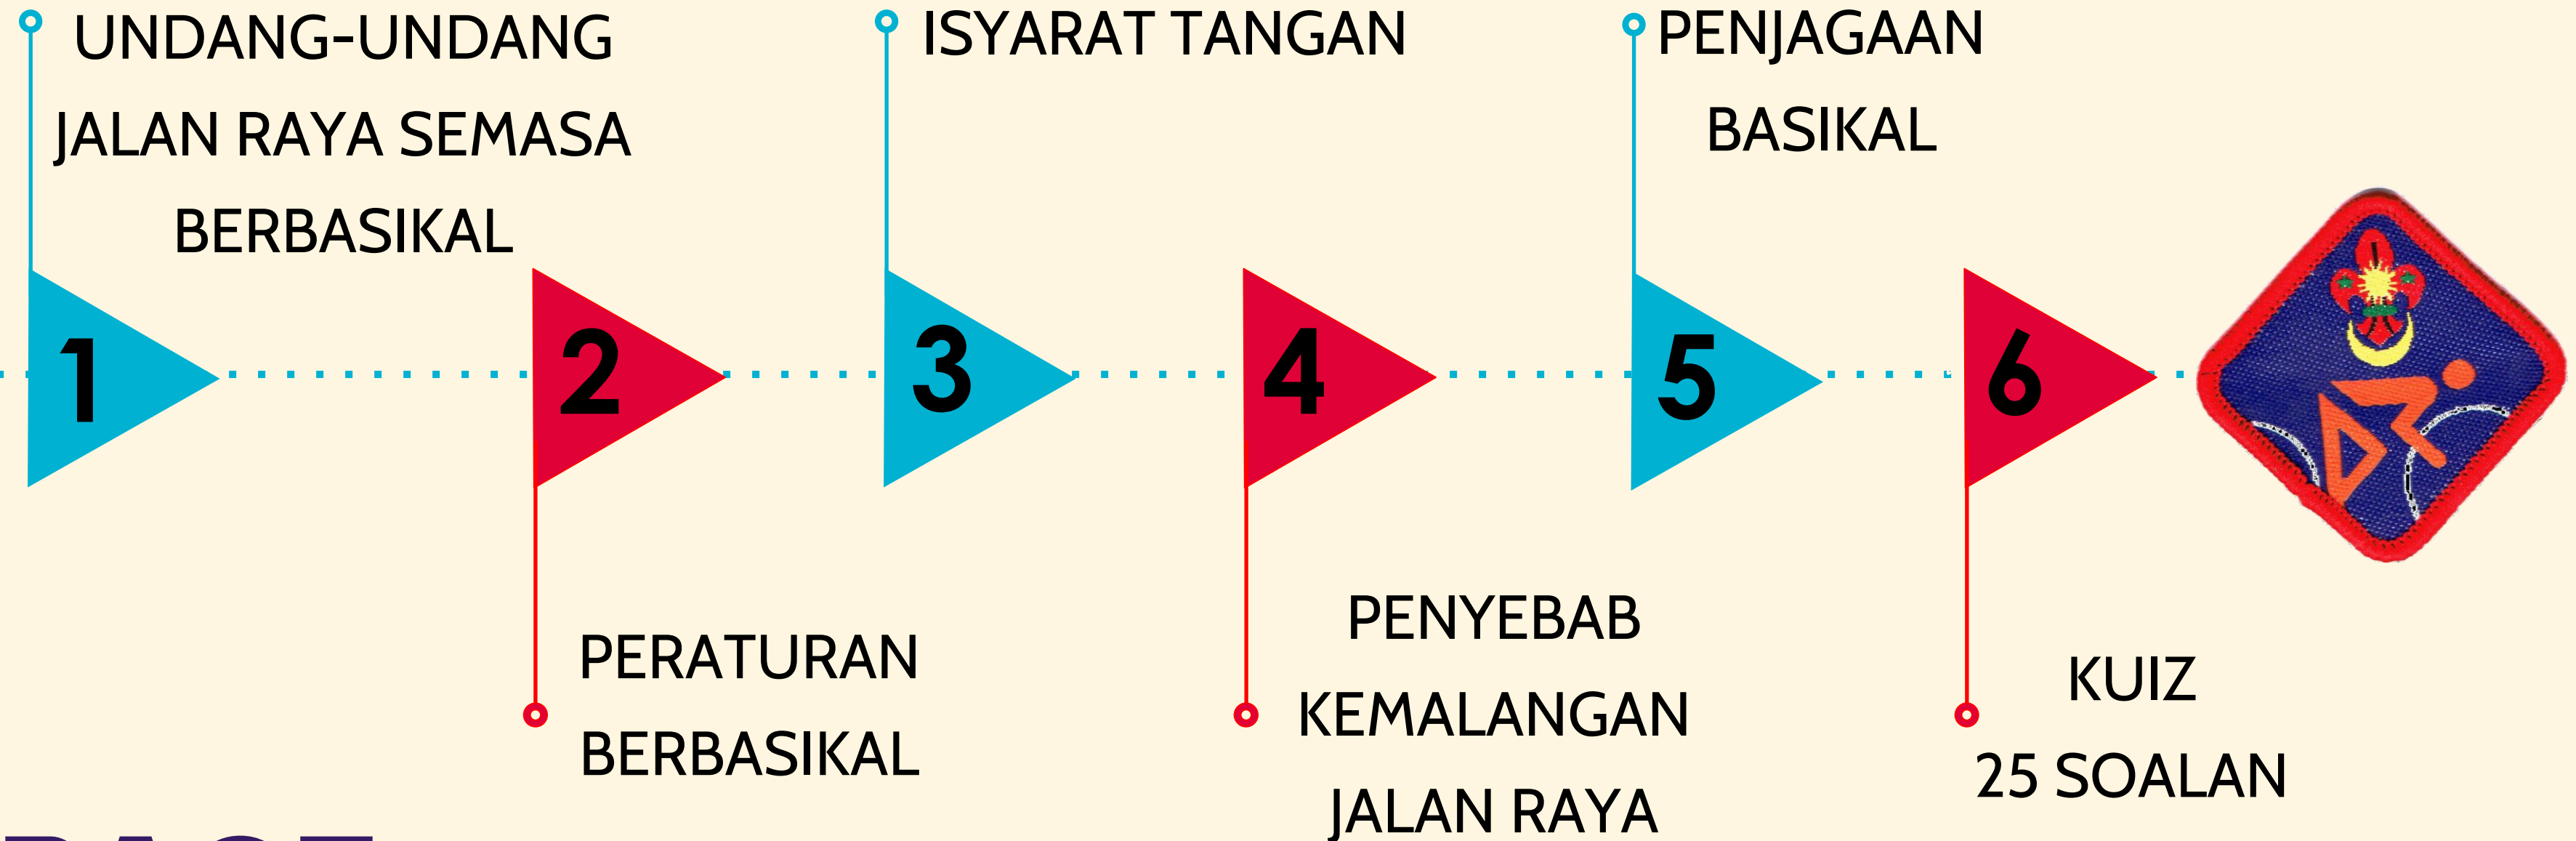 UNDANG-UNDANG
JALAN RAYA SEMASA
BERBASIKAL
ISYARAT TANGAN
PENJAGAAN
BASIKAL
1
2
3
4
5
6
PERATURAN
BERBASIKAL
PENYEBAB
KEMALANGAN
JALAN RAYA
KUIZ
25 SOALAN